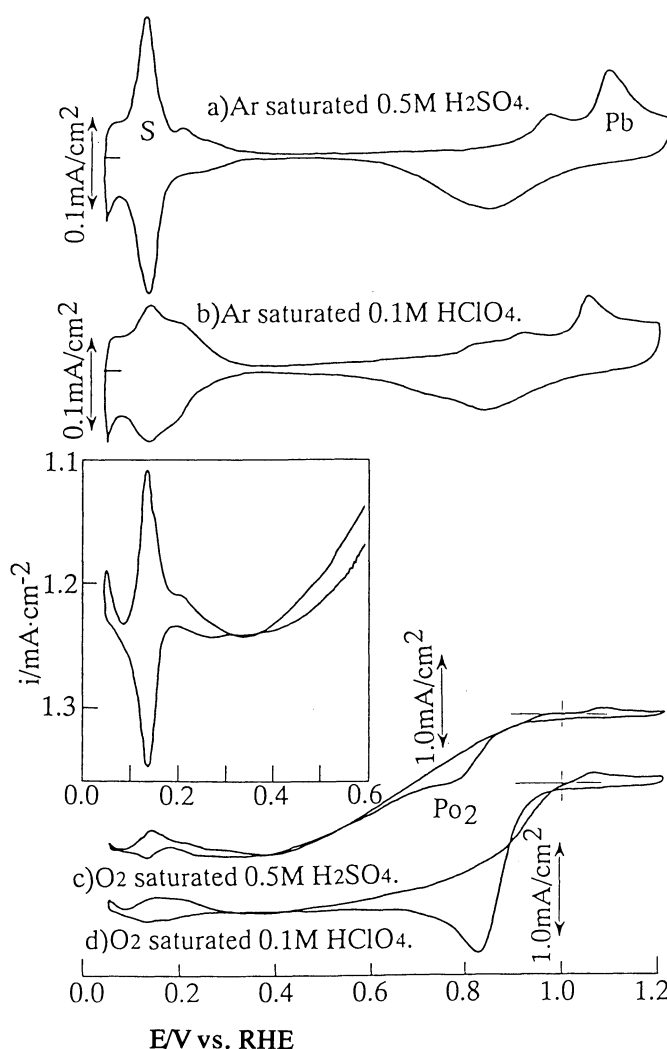 S
a)Ar saturated 0.5M H2SO4.
Pb
0.1mA/cm2
b)Ar saturated 0.1M HClO4.
0.1mA/cm2
1.1
1.2
1.3
i/mA·cm-2
0.0 0.2 0.4 0.6
1.0mA/cm2
Po2
c)O2 saturated 0.5M H2SO4.
d)O2 saturated 0.1M HClO4.
1.0mA/cm2
0.0 0.2 0.4 0.6 0.8 1.0 1.2
E/V vs. RHE